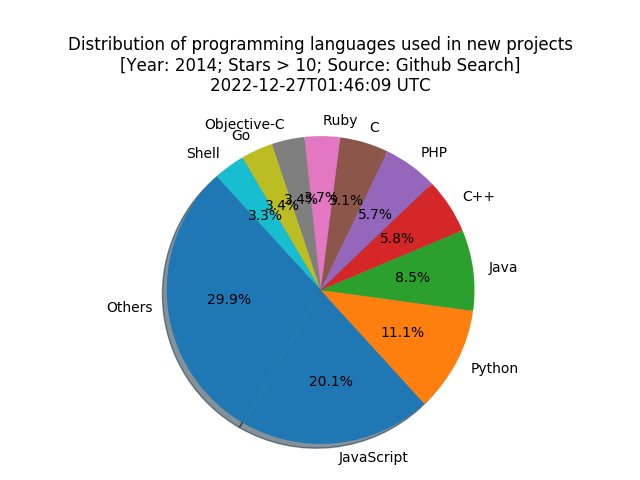 Distribution of programming languages used in new projects
[Year: 2014; Stars > 10; Source: Github Search]
2022-12-27T01:46:09 UTC
Ruby
C
Objective-C
Go
PHP
Shell
C++
3.7%
5.1%
3.4%
3.4%
5.7%
3.3%
5.8%
Java
8.5%
29.9%
Others
11.1%
Python
20.1%
JavaScript